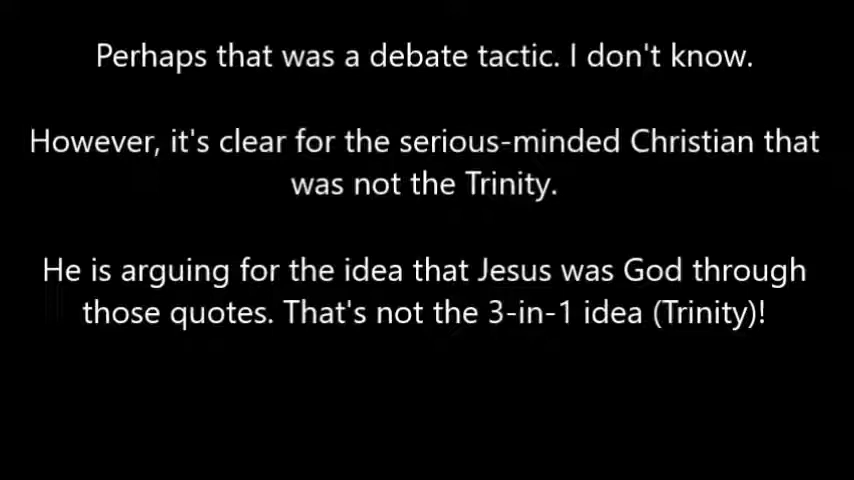 Perhaps that was a debate tactic. I don't know.
However, it's clear for the serious-minded Christian that
was not the Trinity.
He is arguing for the idea that Jesus was God through
those quotes. That's not the 3-in-1 idea (Trinity)!